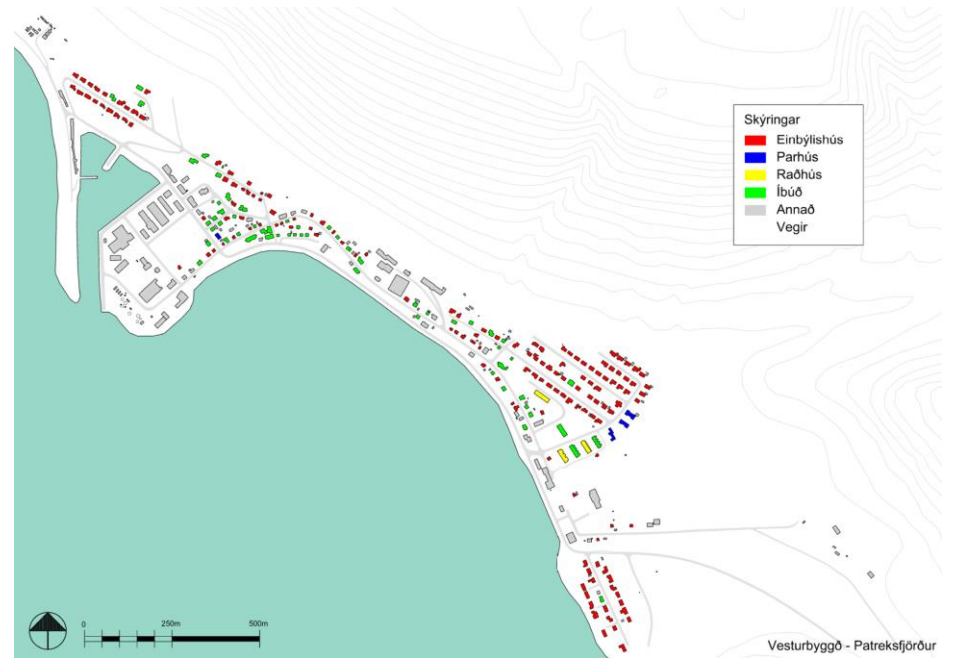 Skýringar
Einbýlishús
Parhús
Raðhús
Íbúð
Annað
Vegir
0 250m 500m
Vesturbyggð - Patreksfjörður